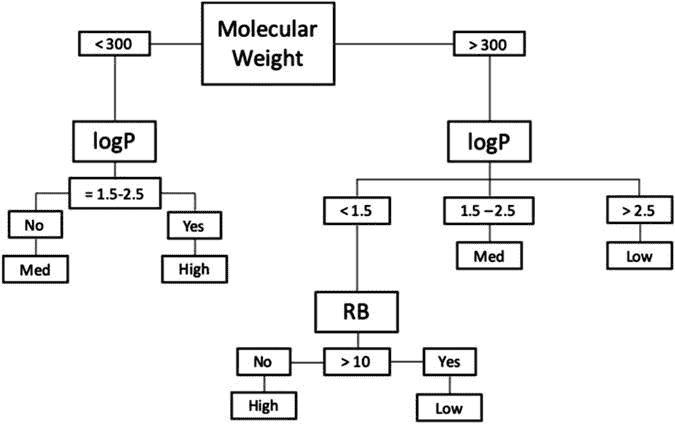 Molecular
Weight
< 300
> 300
logP
logP
= 1.5-2.5
< 1.5
1.5 – 2.5
> 2.5
No
Yes
Med
High
Med
Low
RB
No
> 10
Yes
High
Low